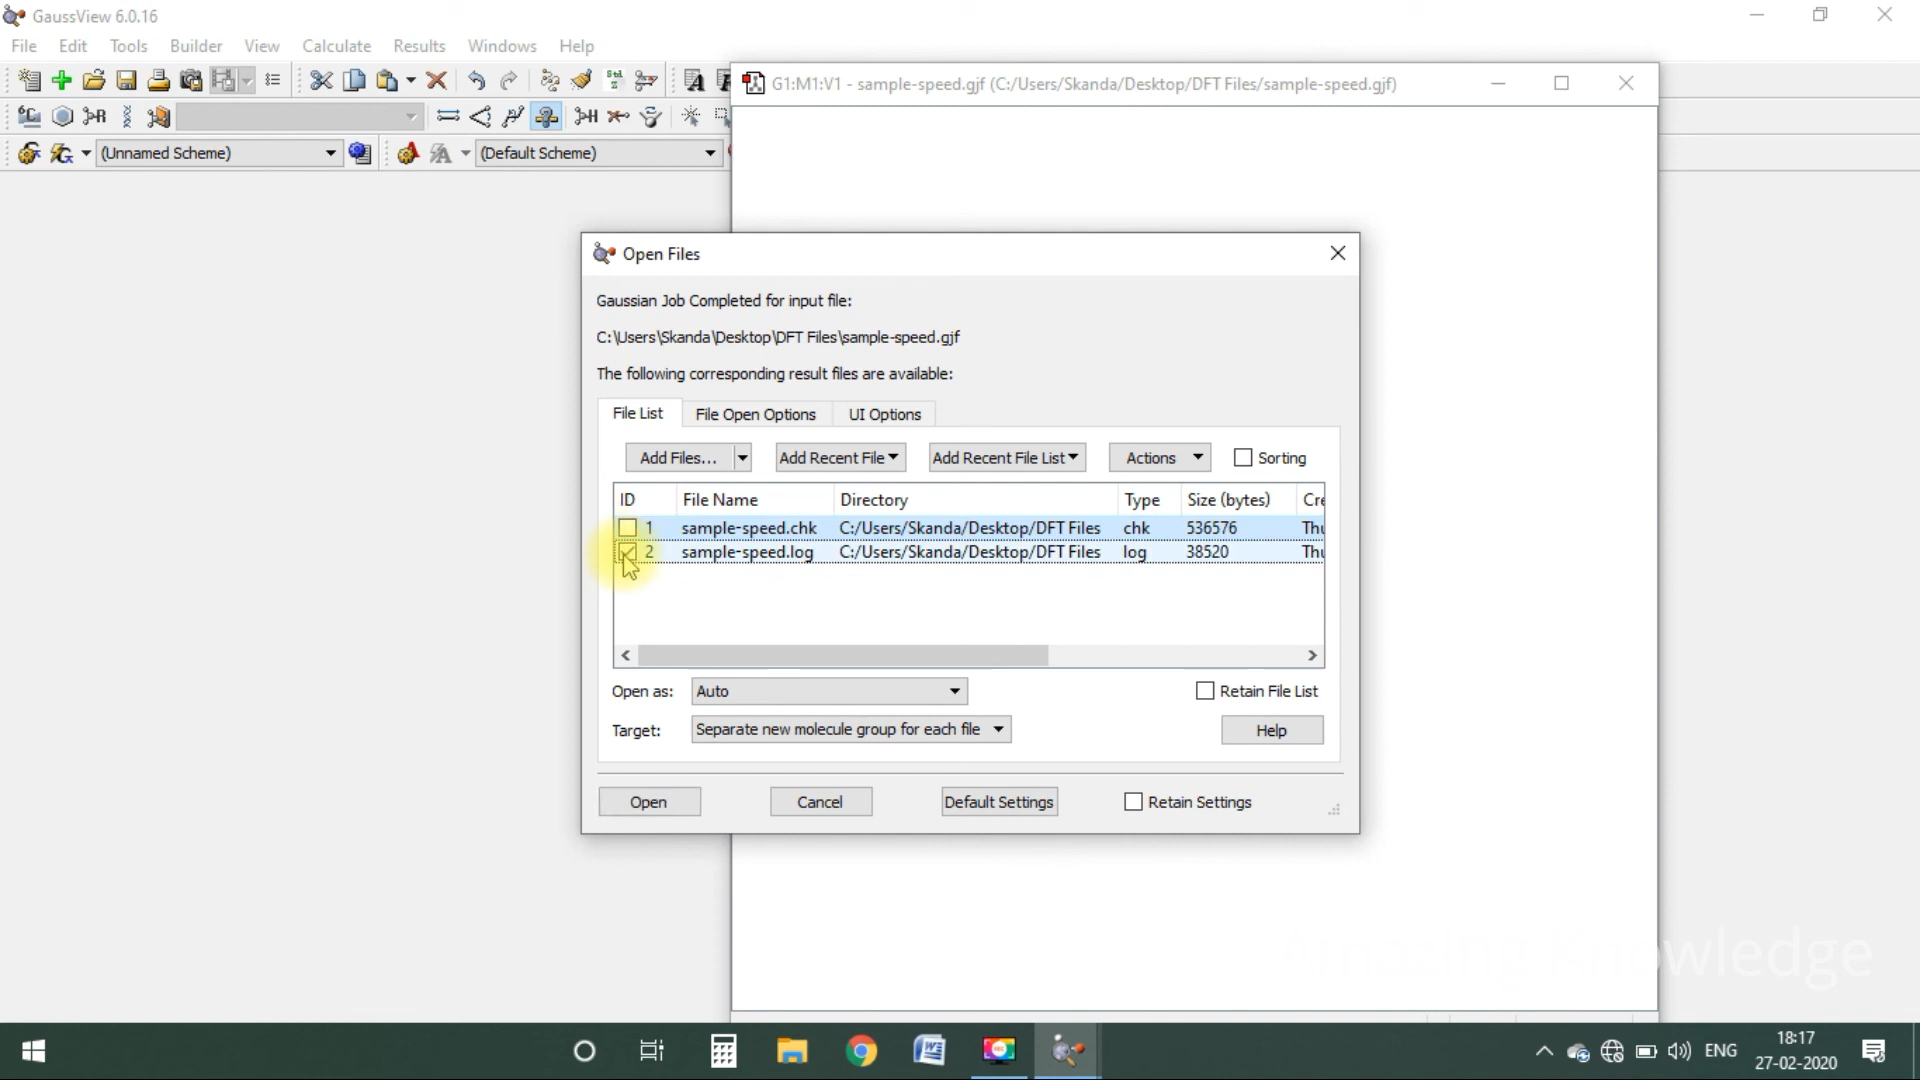 GaussView 6.0.16
File Edit Tools Builder View Calculate Results Windows Help
G1:M1:V1 - sample-speed.gjf (C:/Users/Skanda/Desktop/DFT Files/sample-speed.gjf)
(Unnamed Scheme) (Default Scheme)
Open Files
Gaussian Job Completed for input file:
C:\Users\Skanda\Desktop\DFT Files\sample-speed.gjf
The following corresponding result files are available:
File List File Open Options UI Options
Add Files... Add Recent File Add Recent File List Actions Sorting
ID File Name Directory Type Size (bytes) Cre
1 sample-speed.chk C:/Users/Skanda/Desktop/DFT Files chk 536576 Thu
2 sample-speed.log C:/Users/Skanda/Desktop/DFT Files log 38520 Thu
Open as: Auto Retain File List
Target: Separate new molecule group for each file Help
Open Cancel Default Settings Retain Settings
Amazing Knowledge
ENG 18:17
27-02-2020